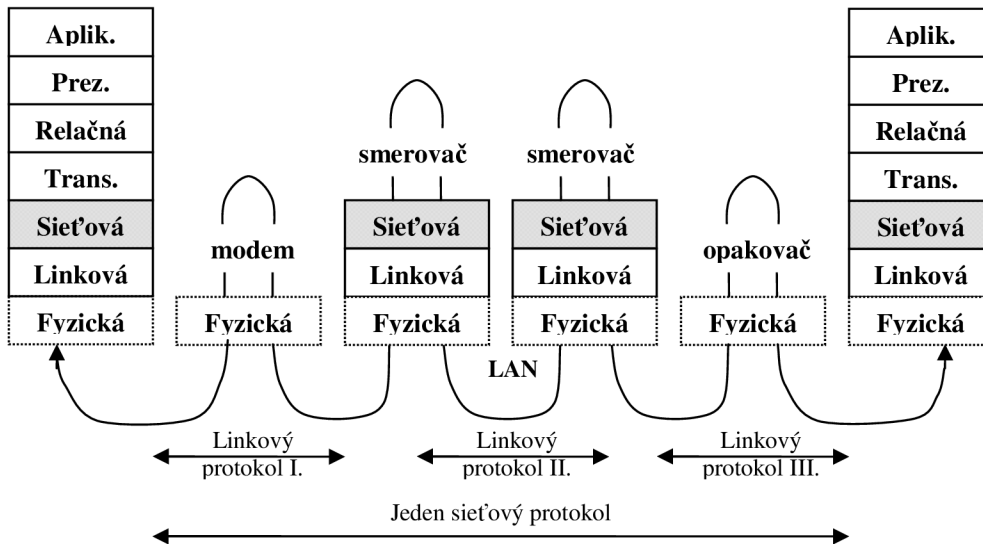 Aplik.
Prez.
Relačná
Trans.
Sieťová
Linková
Fyzická
modem
Fyzická
smerovač
Sieťová
Linková
Fyzická
LAN
smerovač
Sieťová
Linková
Fyzická
opakovač
Fyzická
Aplik.
Prez.
Relačná
Trans.
Sieťová
Linková
Fyzická
Linkový
protokol I.
Linkový
protokol II.
Linkový
protokol III.
Jeden sieťový protokol